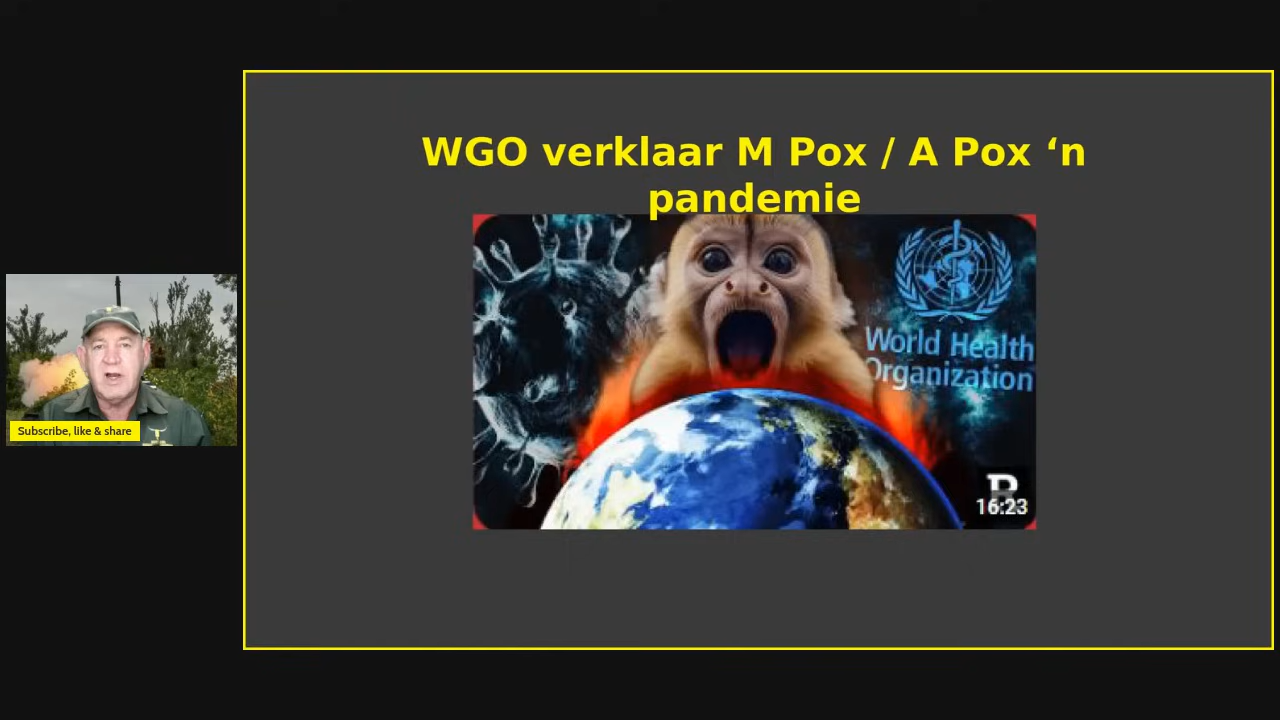 WGO verklaar M Pox / A Pox ‘n
pandemie
World Health
Organization
16:23
Subscribe, like & share